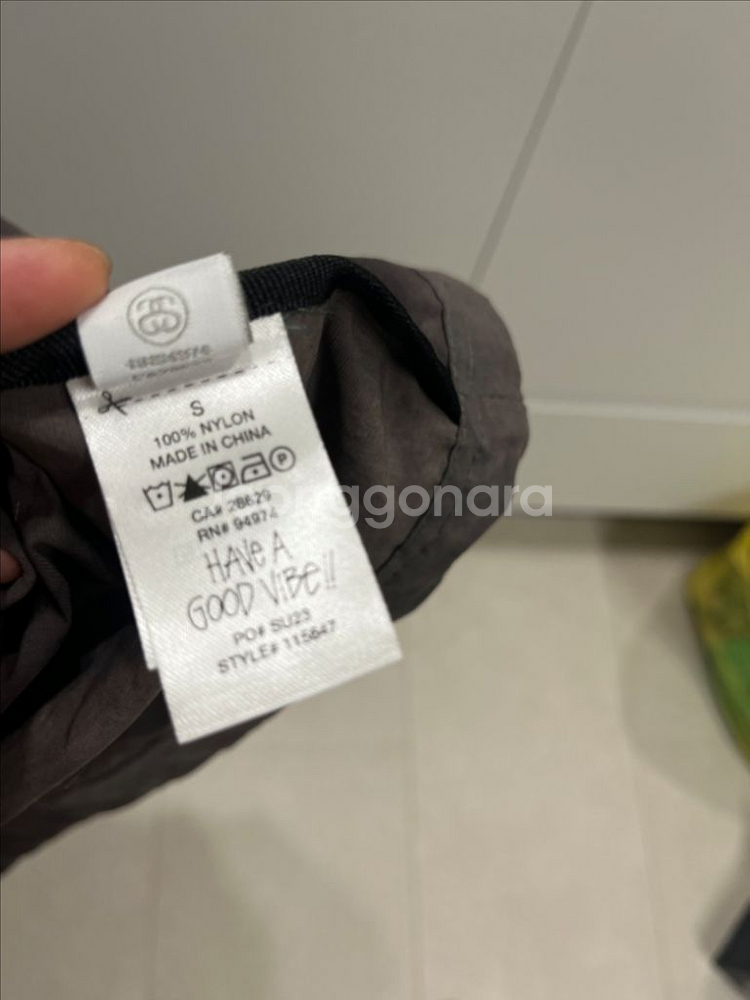 S
100% NYLON
MADE IN CHINA
P
CA# 28629
RN# 94974
HAVE A
GOOD VIBE!!
PO# SU23
STYLE# 115647